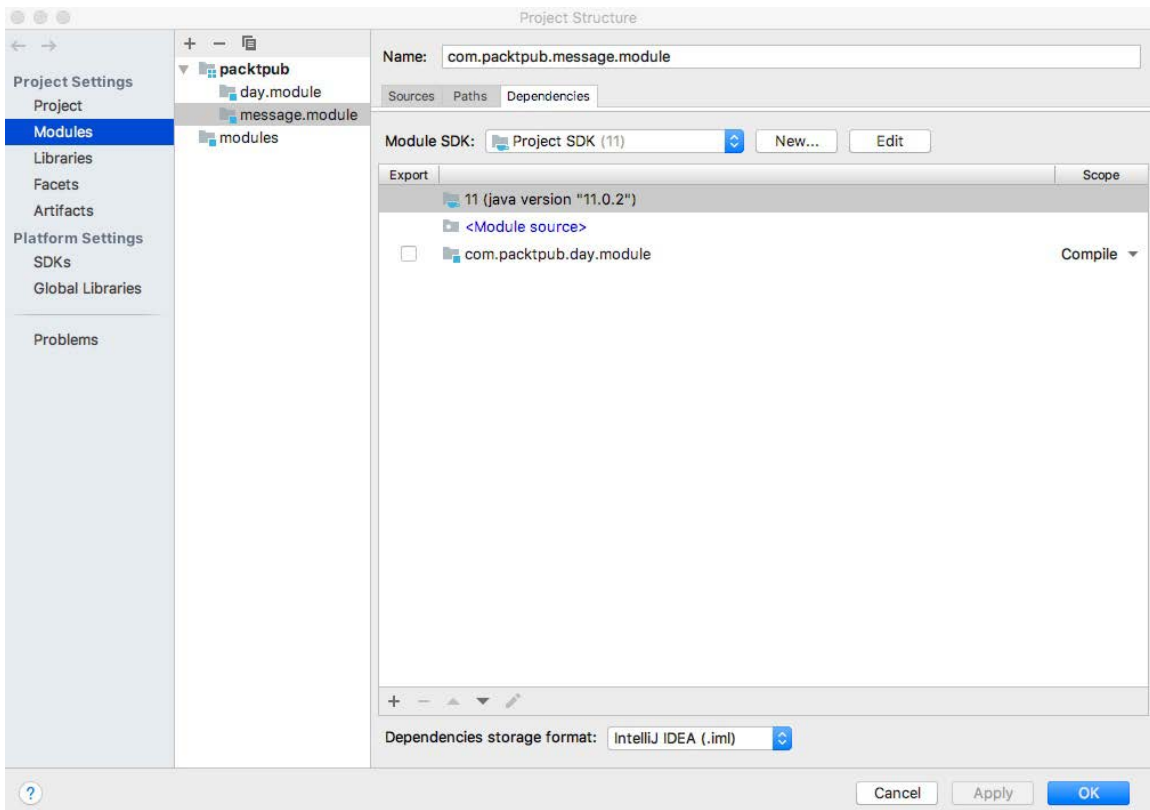 Project Structure
Project Settings
Project
Modules
Libraries
Facets
Artifacts
Platform Settings
SDKs
Global Libraries
Problems
packtpub
day.module
message.module
modules
Name: com.packtpub.message.module
Sources Paths Dependencies
Module SDK: Project SDK (11) New... Edit
Export Scope
11 (java version "11.0.2")
<Module source>
com.packtpub.day.module Compile
Dependencies storage format: IntelliJ IDEA (.iml)
? Cancel Apply OK